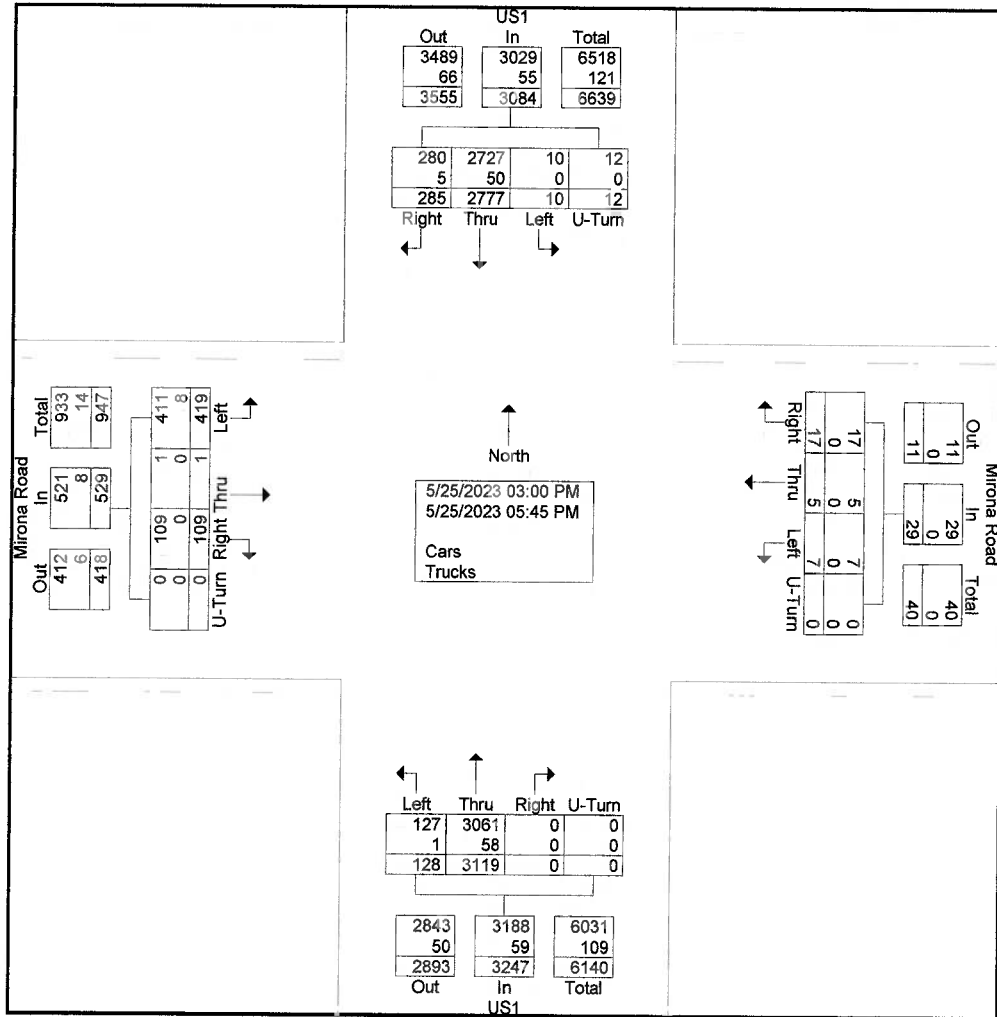 US1
Out In Total
3489 3029 6518
66 55 121
3555 3084 6639
280 2727 10 12
5 50 0 0
285 2777 10 12
Right Thru Left U-Turn
Mirona Road
Total In Out
933 521 412
14 8 6
947 529 418
411 1 109 0
8 0 0 0
419 1 109 0
Left Thru Right U-Turn
North
5/25/2023 03:00 PM
5/25/2023 05:45 PM
Cars
Trucks
Right Thru Left U-Turn
17 5 7 0
0 0 0 0
17 5 7 0
Out In Total
11 29 40
0 0 0
11 29 40
Mirona Road
Left Thru Right U-Turn
127 3061 0 0
1 58 0 0
128 3119 0 0
2843 3188 6031
50 59 109
2893 3247 6140
Out In Total
US1